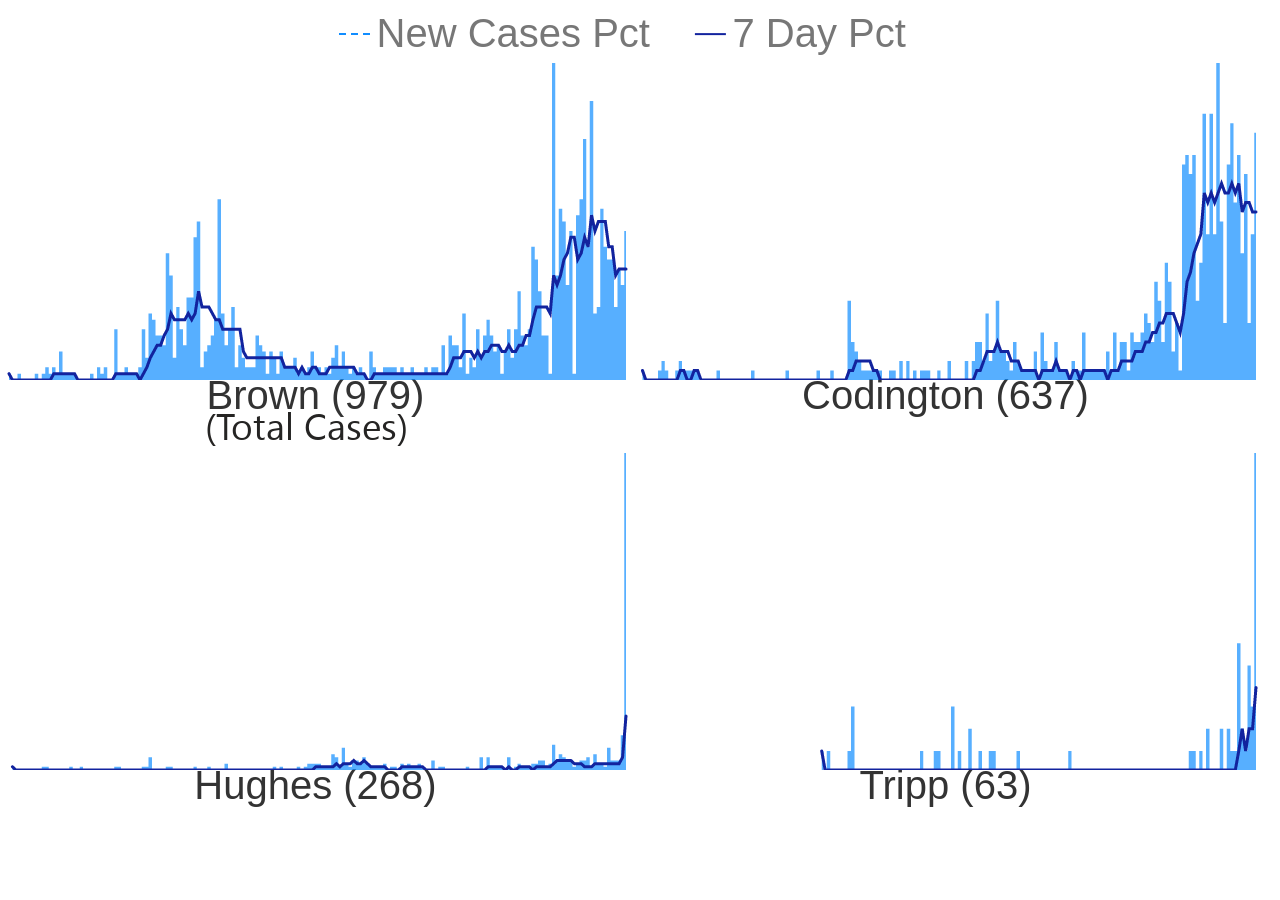 New Cases Pct 7 Day Pct
Brown (979)
(Total Cases)
Codington (637)
Hughes (268)
Tripp (63)